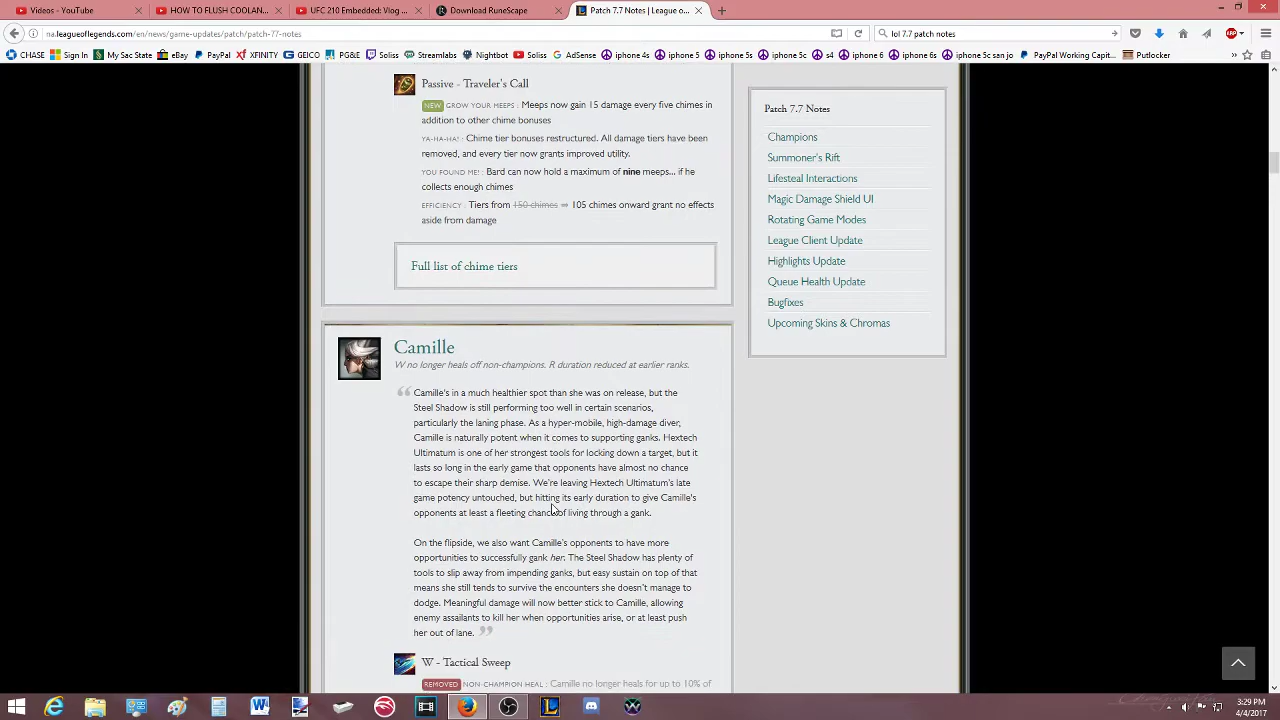 Videos - YouTube
HOW TO FLUSH COOLAN...
UFC 210 Embedded: Vlog ...
Download RuneScape
Patch 7.7 Notes | League o...
na.leagueoflegends.com/en/news/game-updates/patch/patch-77-notes
lol 7.7 patch notes
CHASE
Sign In
My Sac State
eBay
PayPal
XFINITY
GEICO
PG&E
Soliss
Streamlabs
Nightbot
Soliss
AdSense
iphone 4s
iphone 5
iphone 5s
iphone 5c
s4
iphone 6
iphone 6s
iphone 5c san jo
PayPal Working Capit...
Putlocker
Passive - Traveler's Call
NEW GROW YOUR MEEPS : Meeps now gain 15 damage every five chimes in
addition to other chime bonuses
YA-HA-HA! : Chime tier bonuses restructured. All damage tiers have been
removed, and every tier now grants improved utility.
YOU FOUND ME! : Bard can now hold a maximum of nine meeps... if he
collects enough chimes
EFFICIENCY : Tiers from 150 chimes ⇒ 105 chimes onward grant no effects
aside from damage
Full list of chime tiers
Camille
W no longer heals off non-champions. R duration reduced at earlier ranks.
“ Camille's in a much healthier spot than she was on release, but the
Steel Shadow is still performing too well in certain scenarios,
particularly the laning phase. As a hyper-mobile, high-damage diver,
Camille is naturally potent when it comes to supporting ganks. Hextech
Ultimatum is one of her strongest tools for locking down a target, but it
lasts so long in the early game that opponents have almost no chance
to escape their sharp demise. We're leaving Hextech Ultimatum's late
game potency untouched, but hitting its early duration to give Camille's
opponents at least a fleeting chance of living through a gank.
On the flipside, we also want Camille's opponents to have more
opportunities to successfully gank her. The Steel Shadow has plenty of
tools to slip away from impending ganks, but easy sustain on top of that
means she still tends to survive the encounters she doesn't manage to
dodge. Meaningful damage will now better stick to Camille, allowing
enemy assailants to kill her when opportunities arise, or at least push
her out of lane. ”
W - Tactical Sweep
REMOVED NON-CHAMPION HEAL : Camille no longer heals for up to 10% of
Patch 7.7 Notes
Champions
Summoner's Rift
Lifesteal Interactions
Magic Damage Shield UI
Rotating Game Modes
League Client Update
Highlights Update
Queue Health Update
Bugfixes
Upcoming Skins & Chromas
3:29 PM
4/4/2017